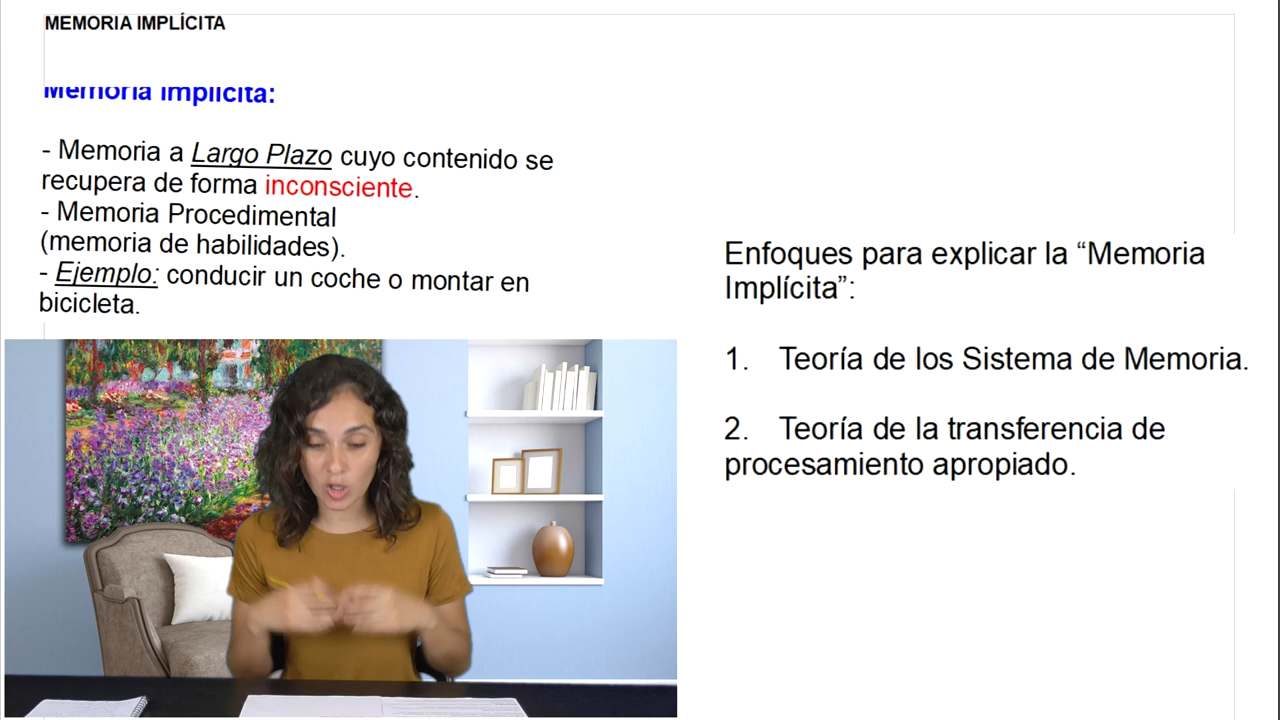 MEMORIA IMPLÍCITA
Memoria Implícita:
- Memoria a Largo Plazo cuyo contenido se
recupera de forma inconsciente.
- Memoria Procedimental
(memoria de habilidades).
- Ejemplo: conducir un coche o montar en
bicicleta.
Enfoques para explicar la “Memoria
Implícita”:
1. Teoría de los Sistema de Memoria.
2. Teoría de la transferencia de
procesamiento apropiado.